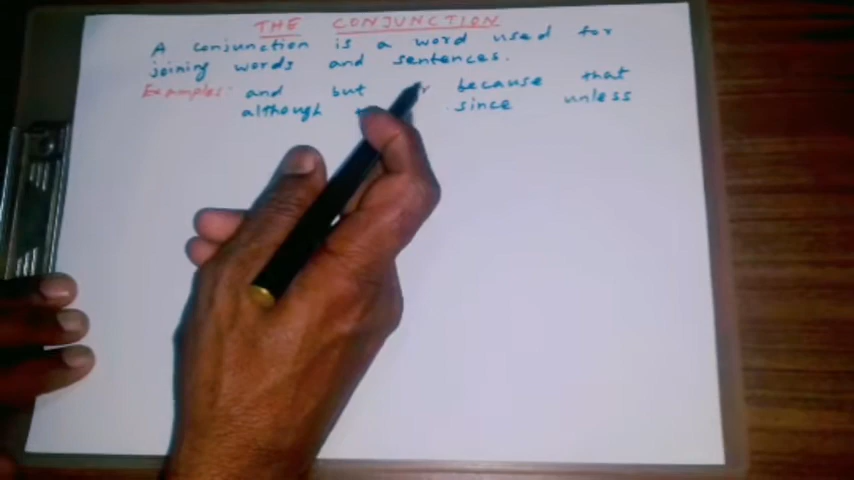 THE CONJUNCTION
A conjunction is a word used for
joining words and sentences.
Examples: and but because that
although since unless